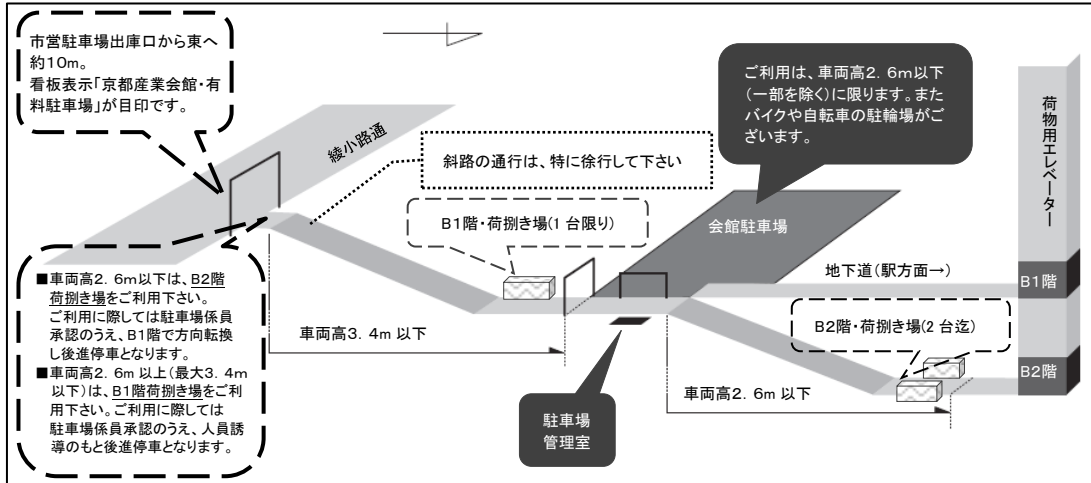 市営駐車場出庫口から東へ
約10m。
看板表示「京都産業会館・有
料駐車場」が目印です。
綾小路通
斜路の通行は、特に徐行して下さい
ご利用は、車両高2.6m以下
(一部を除く)に限ります。また
バイクや自転車の駐輪場がご
ざいます。
荷物用エレベーター
B1階・荷捌き場(1台限り)
会館駐車場
地下道(駅方面→)
B1階
■車両高2.6m以下は、B2階
荷捌き場をご利用下さい。
ご利用に際しては駐車場係員
承認のうえ、B1階で方向転換
し後進停車となります。
■車両高2.6m以上(最大3.4m
以下)は、B1階荷捌き場をご利
用下さい。ご利用に際しては
駐車場係員承認のうえ、人員誘
導のもと後進停車となります。
車両高3.4m以下
B2階・荷捌き場(2台迄)
B2階
車両高2.6m以下
駐車場
管理室